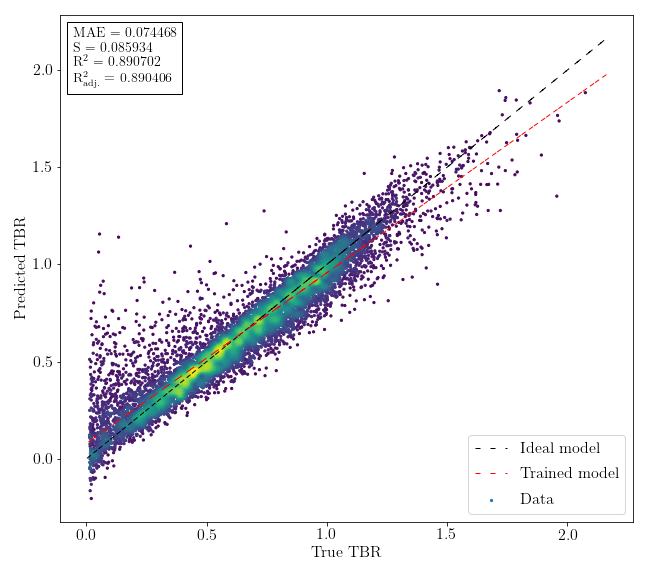 MAE = 0.074468
S = 0.085934
R² = 0.890702
R²adj. = 0.890406
2.0
1.5
1.0
0.5
0.0
Predicted TBR
Ideal model
Trained model
Data
0.0 0.5 1.0 1.5 2.0
True TBR